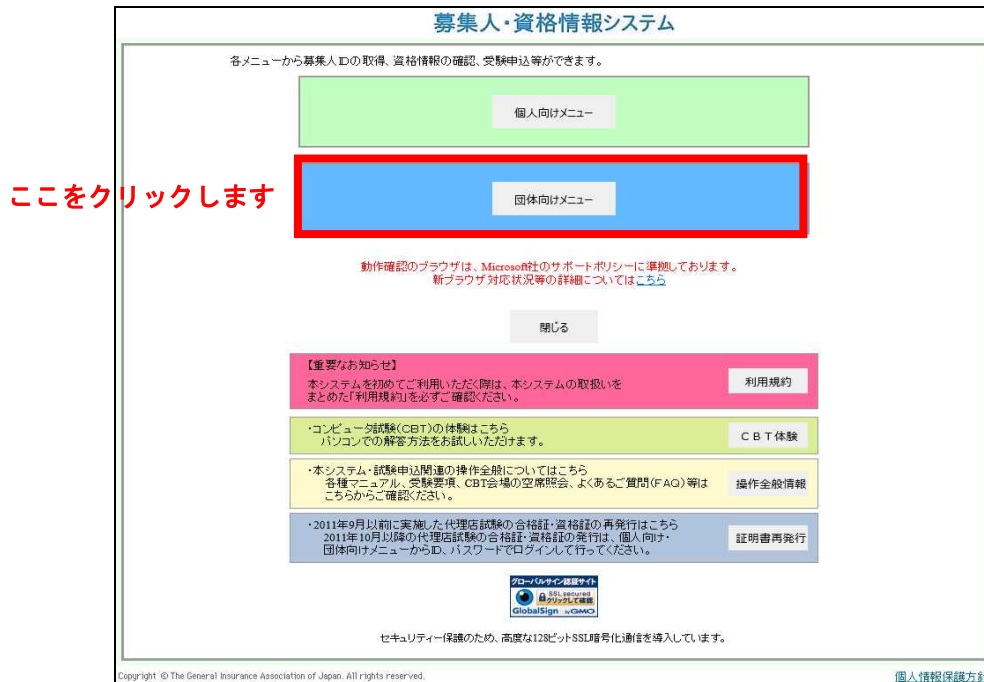 募集人・資格情報システム
各メニューから募集人IDの取得、資格情報の確認、受験申込等ができます。
個人向けメニュー
ここをクリックします
団体向けメニュー
動作確認のブラウザは、Microsoft社のサポートポリシーに準拠しております。
新ブラウザ対応状況等の詳細についてはこちら
閉じる
【重要なお知らせ】
本システムを初めてご利用いただく際は、本システムの取扱いを
まとめた「利用規約」を必ずご確認ください。
利用規約
・コンピュータ試験(CBT)の体験はこちら
パソコンでの解答方法をお試しいただけます。
ＣＢＴ体験
・本システム・試験申込関連の操作全般についてはこちら
各種マニュアル、受験要項、CBT会場の空席照会、よくあるご質問(FAQ)等は
こちらからご確認ください。
操作全般情報
・2011年9月以前に実施した代理店試験の合格証・資格証の再発行はこちら
2011年10月以降の代理店試験の合格証・資格証の発行は、個人向け・
団体向けメニューからID、パスワードでログインして行ってください。
証明書再発行
グローバルサイン認証サイト
SSL secured
クリックして確認
GlobalSign by GMO
セキュリティー保護のため、高度な128ビットSSL暗号化通信を導入しています。
Copyright © The General Insurance Association of Japan. All rights reserved.
個人情報保護方針